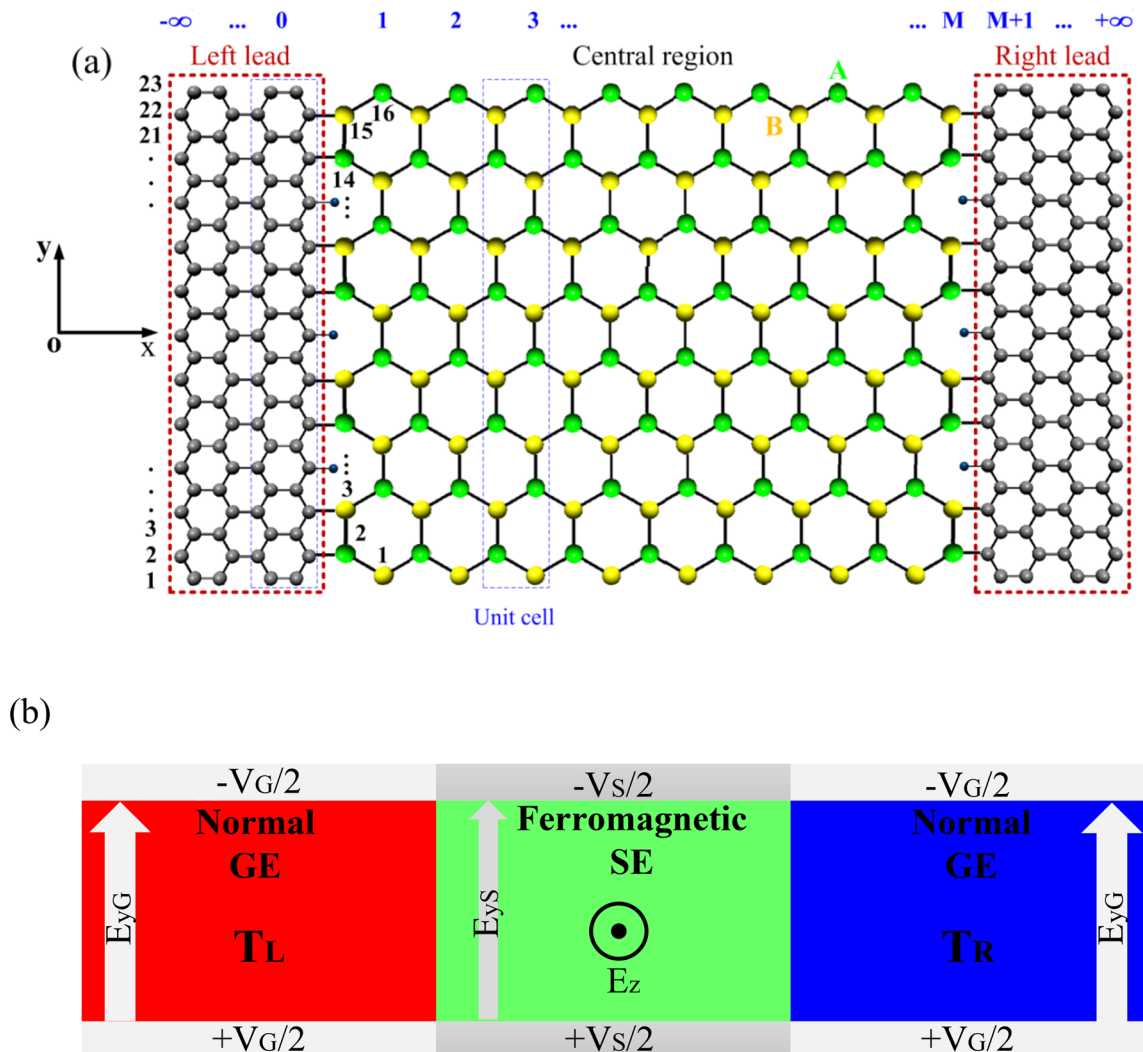 -∞ ... 0 1 2 3 ... ... M M+1 ... +∞
Left lead Central region Right lead
(a)
23
22
21
.
.
.
.
.
.
3
2
1
A
B
16
15
14
⋮
⋮
3
2
1
y
o
x
Unit cell
(b)
-VG/2 -VS/2 -VG/2
Normal Ferromagnetic Normal
GE SE GE
EyG EyS EyG
TL TR
Ez
+VG/2 +VS/2 +VG/2